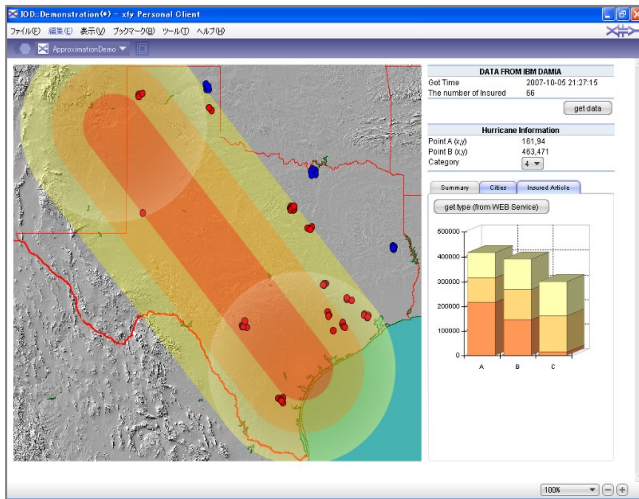 IOD::Demonstration(*) - xfy Personal Client
ファイル(F) 編集(E) 表示(V) ブックマーク(B) ツール(T) ヘルプ(H)
ApproximationDemo
DATA FROM IBM DAMIA
Got Time 2007-10-05 21:27:15
The number of Insured 66
get data
Hurricane Information
Point A (x,y) 161,94
Point B (x,y) 463,471
Category 4
Summary Cities Insured Article
get type (from WEB Service)
600000
400000
300000
200000
100000
0
A B C
100%